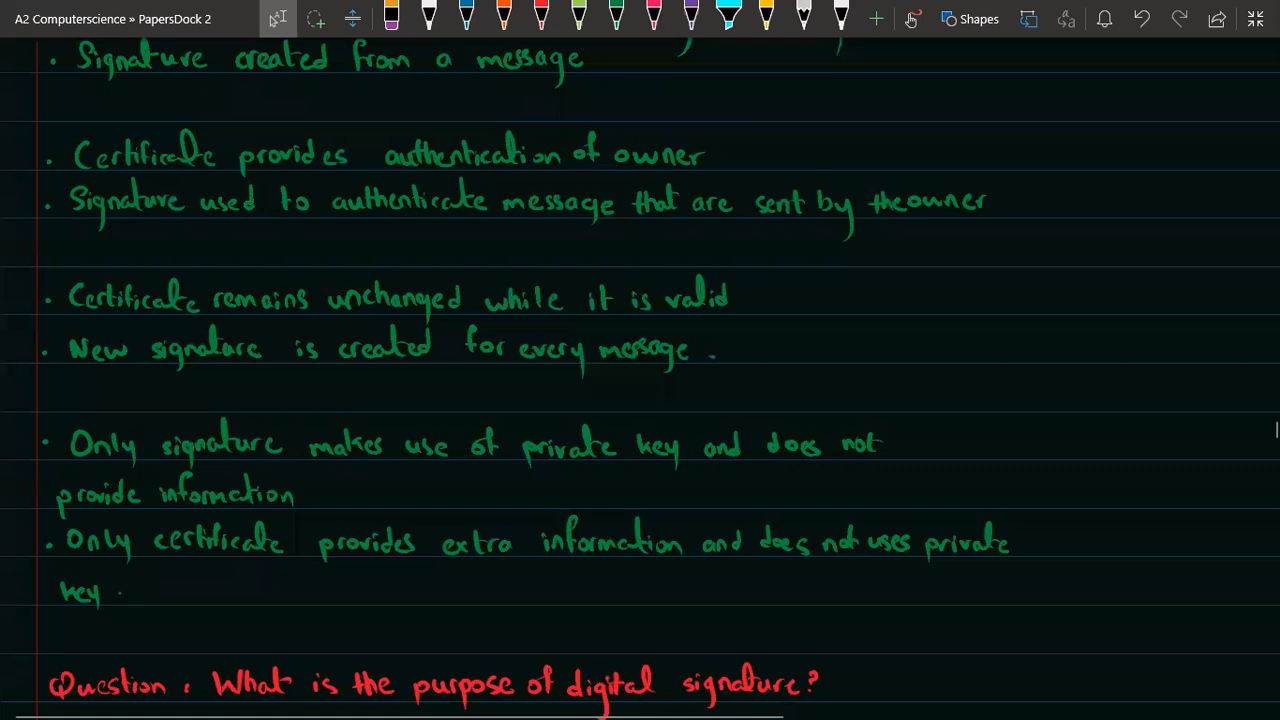 A2 Computerscience » PapersDock 2
Shapes
. Signature created from a message
. Certificate provides authentication of owner
. Signature used to authenticate message that are sent by the owner
. Certificate remains unchanged while it is valid
. New signature is created for every message .
. Only signature makes use of private key and does not
provide information
. Only certificate provides extra information and does not uses private
key .
Question : What is the purpose of digital signature?